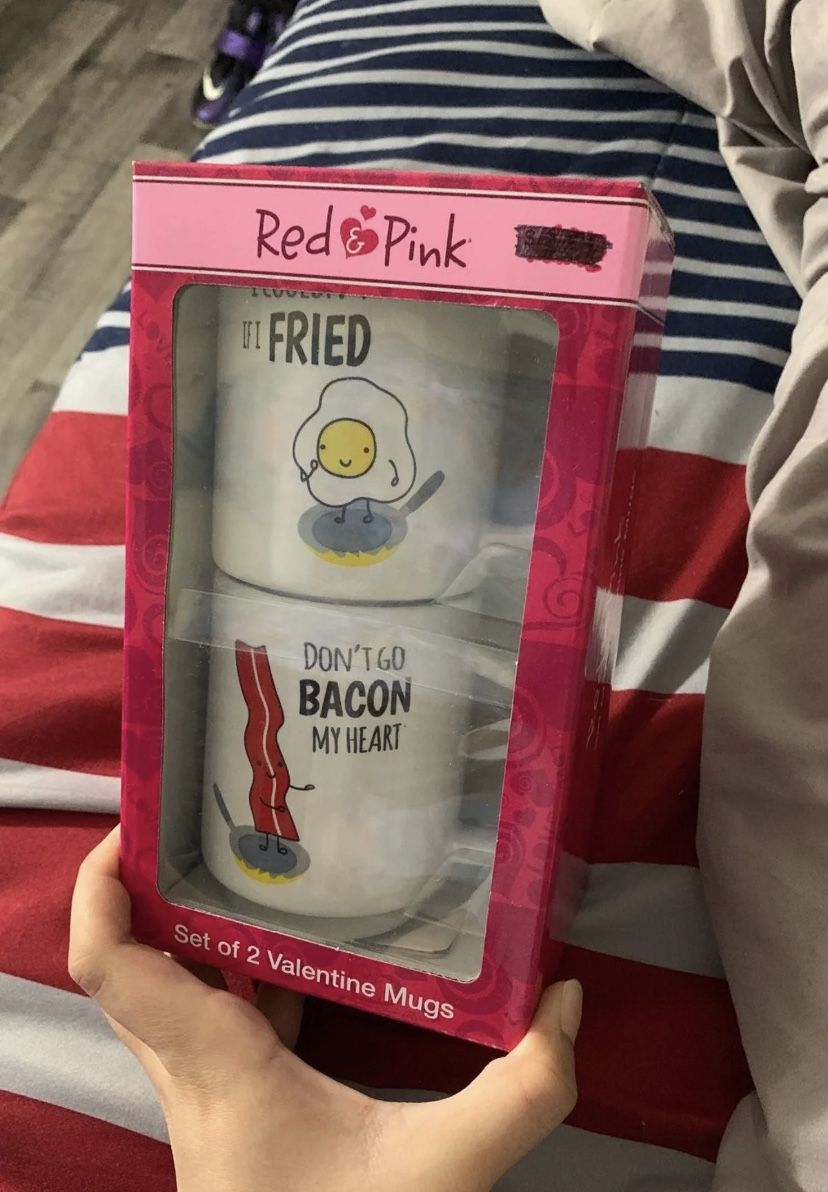 Red & Pink
IF I FRIED
DON'T GO
BACON
MY HEART
Set of 2 Valentine Mugs